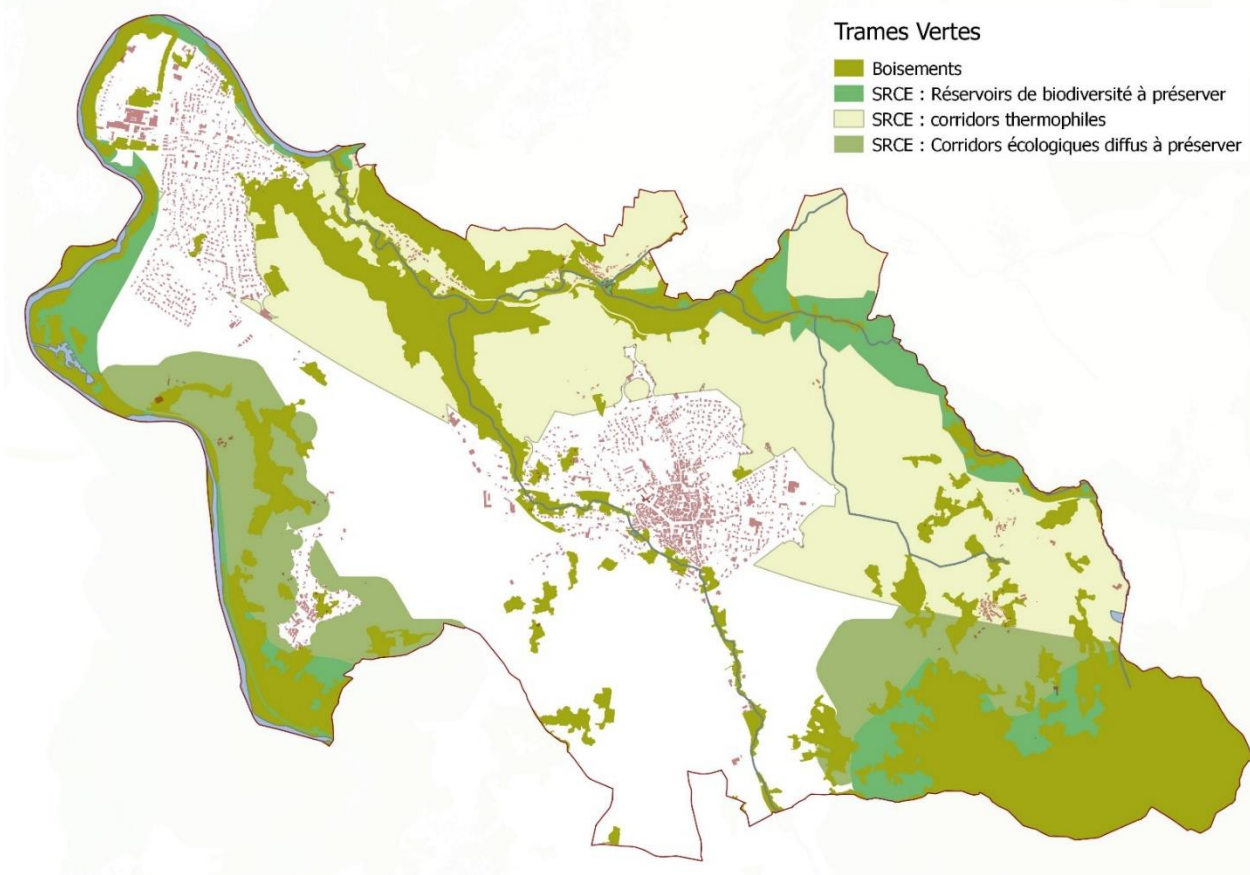 Trames Vertes
Boisements
SRCE : Réservoirs de biodiversité à préserver
SRCE : corridors thermophiles
SRCE : Corridors écologiques diffus à préserver